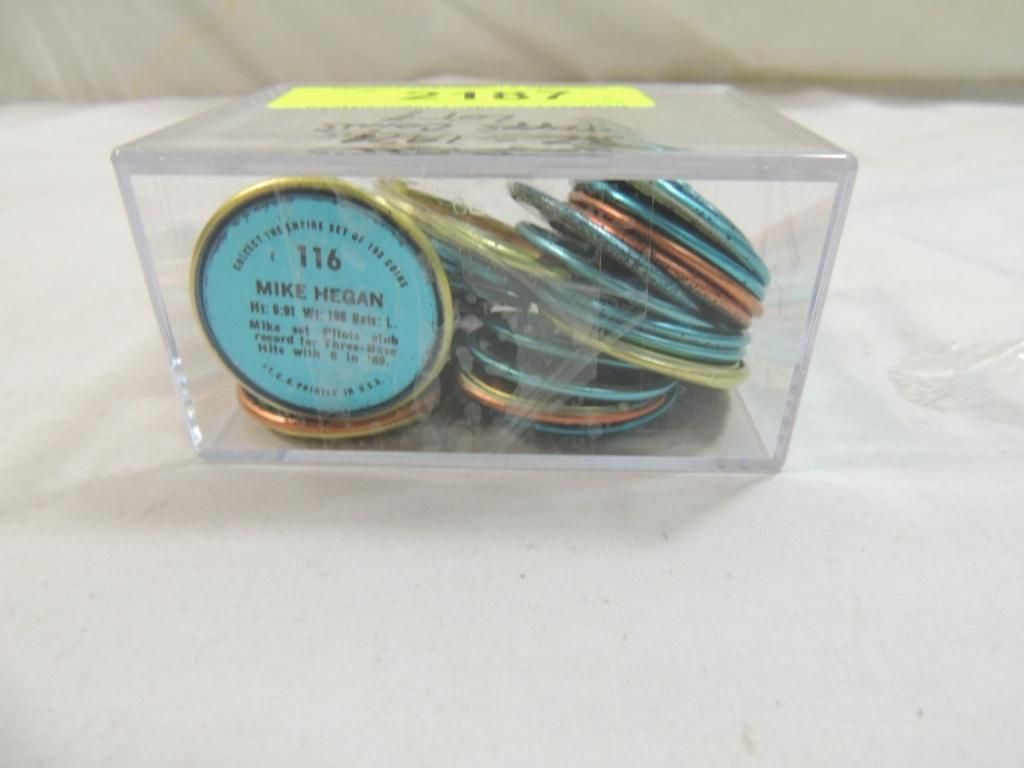 2187
COLLECT THE ENTIRE SET OF 153 COINS
116
MIKE HEGAN
Ht: 6:01 Wt: 190 Bats: L.
Mike set Pilots club
record for Three-Base
Hits with 6 in '69.
©T.C.G. PRINTED IN U.S.A.